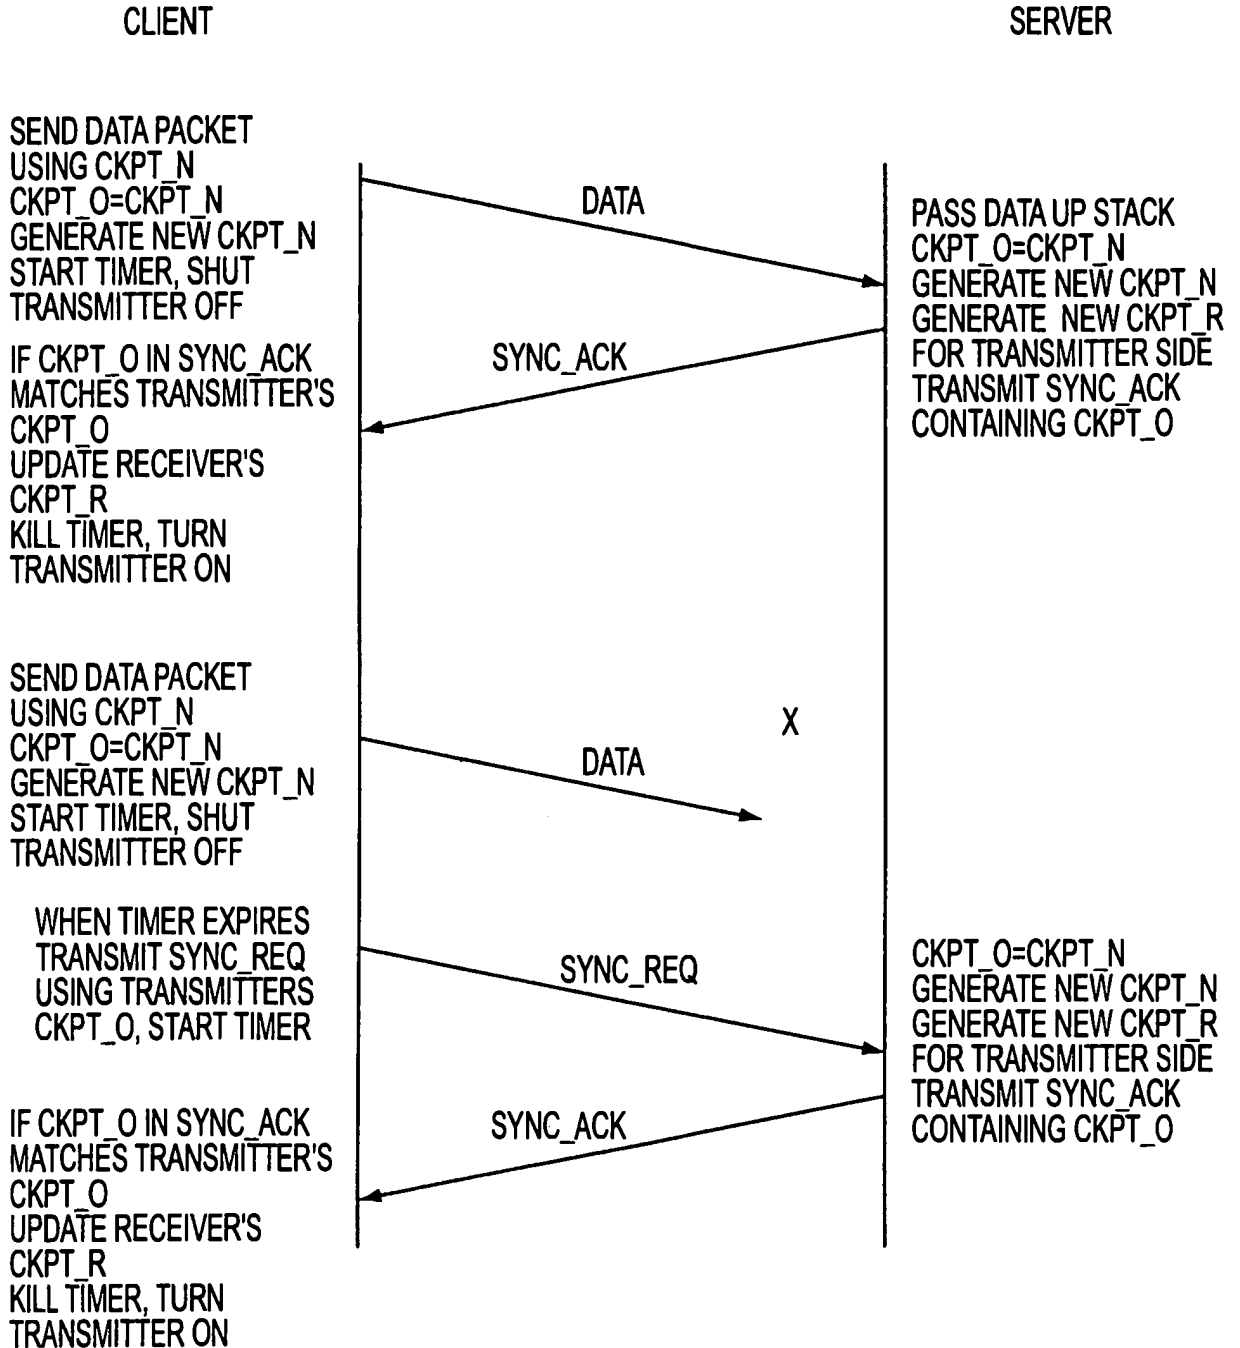 CLIENT
SERVER
SEND DATA PACKET
USING CKPT_N
CKPT_O=CKPT_N
GENERATE NEW CKPT_N
START TIMER, SHUT
TRANSMITTER OFF
DATA
PASS DATA UP STACK
CKPT_O=CKPT_N
GENERATE NEW CKPT_N
GENERATE NEW CKPT_R
FOR TRANSMITTER SIDE
TRANSMIT SYNC_ACK
CONTAINING CKPT_O
SYNC_ACK
IF CKPT_O IN SYNC_ACK
MATCHES TRANSMITTER'S
CKPT_O
UPDATE RECEIVER'S
CKPT_R
KILL TIMER, TURN
TRANSMITTER ON
SEND DATA PACKET
USING CKPT_N
CKPT_O=CKPT_N
GENERATE NEW CKPT_N
START TIMER, SHUT
TRANSMITTER OFF
DATA
X
WHEN TIMER EXPIRES
TRANSMIT SYNC_REQ
USING TRANSMITTERS
CKPT_O, START TIMER
SYNC_REQ
CKPT_O=CKPT_N
GENERATE NEW CKPT_N
GENERATE NEW CKPT_R
FOR TRANSMITTER SIDE
TRANSMIT SYNC_ACK
CONTAINING CKPT_O
SYNC_ACK
IF CKPT_O IN SYNC_ACK
MATCHES TRANSMITTER'S
CKPT_O
UPDATE RECEIVER'S
CKPT_R
KILL TIMER, TURN
TRANSMITTER ON